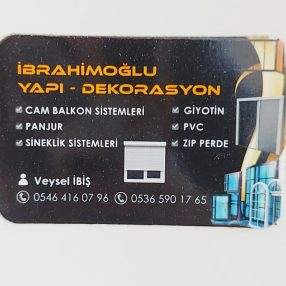 İBRAHİMOĞLU
YAPI - DEKORASYON
CAM BALKON SİSTEMLERİ
PANJUR
SİNEKLİK SİSTEMLERİ
GİYOTİN
PVC
ZIP PERDE
Veysel İBİŞ
0546 416 07 96 0536 590 17 65